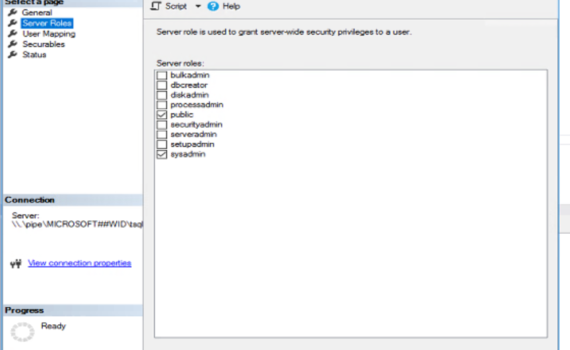 Select a page
Script
Help
General
Server Roles
User Mapping
Securables
Status
Server role is used to grant server-wide security privileges to a user.
Server roles:
bulkadmin
dbcreator
diskadmin
processadmin
public
securityadmin
serveradmin
setupadmin
sysadmin
Connection
Server:
\\.\pipe\MICROSOFT##WID\tsql
View connection properties
Progress
Ready